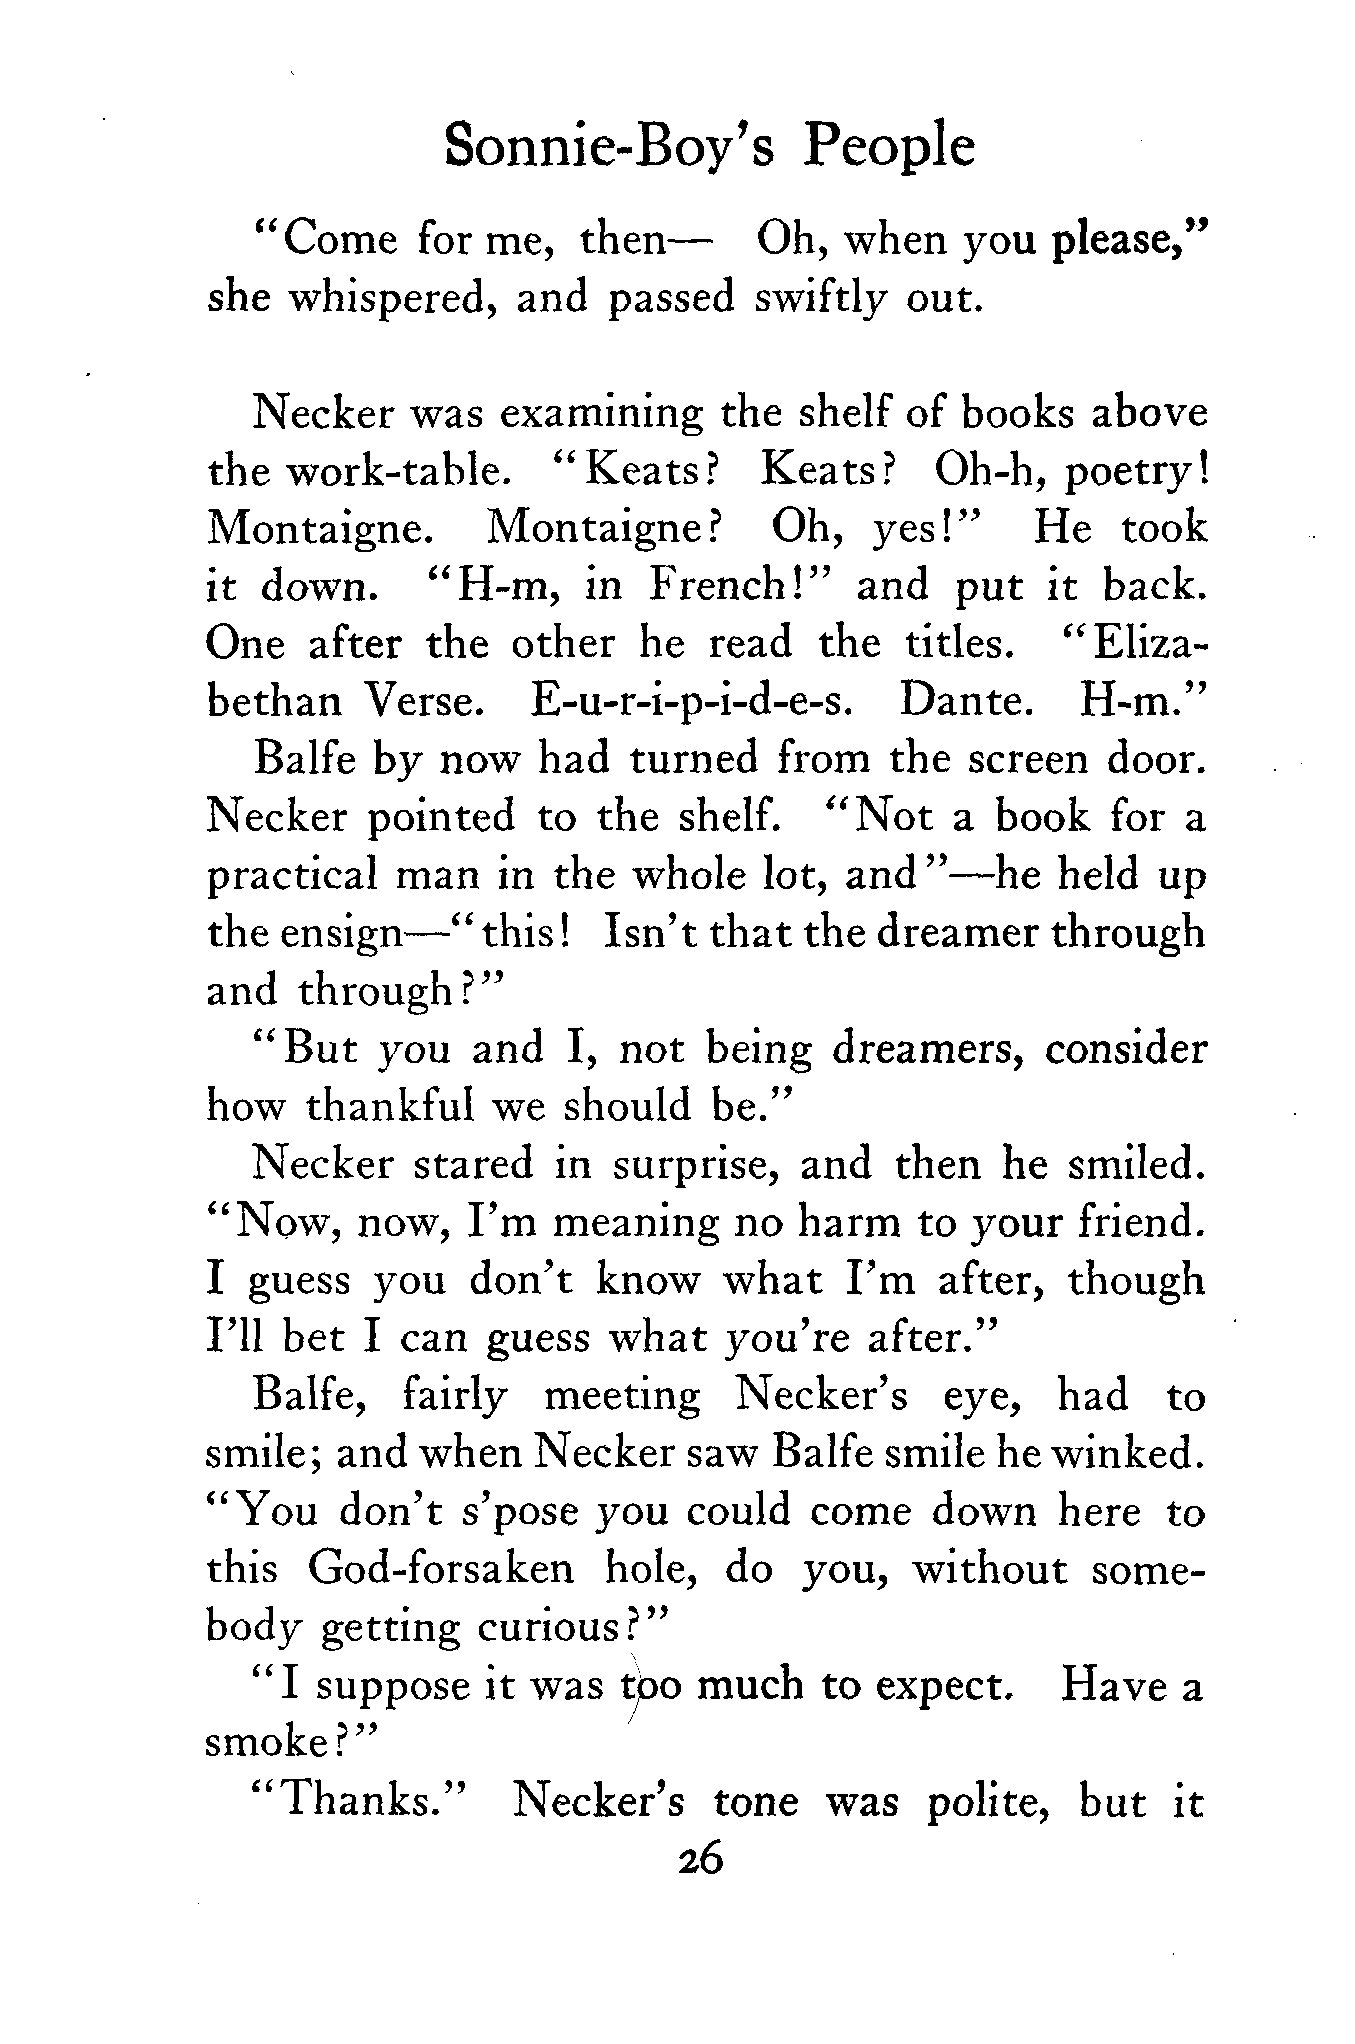 Sonnie-Boy's People
"Come for me, then— Oh, when you please,"
she whispered, and passed swiftly out.
Necker was examining the shelf of books above
the work-table. "Keats? Keats? Oh-h, poetry!
Montaigne. Montaigne? Oh, yes!" He took
it down. "H-m, in French!" and put it back.
One after the other he read the titles. "Eliza-
bethan Verse. E-u-r-i-p-i-d-e-s. Dante. H-m."
Balfe by now had turned from the screen door.
Necker pointed to the shelf. "Not a book for a
practical man in the whole lot, and"—he held up
the ensign—"this! Isn't that the dreamer through
and through?"
"But you and I, not being dreamers, consider
how thankful we should be."
Necker stared in surprise, and then he smiled.
"Now, now, I'm meaning no harm to your friend.
I guess you don't know what I'm after, though
I'll bet I can guess what you're after."
Balfe, fairly meeting Necker's eye, had to
smile; and when Necker saw Balfe smile he winked.
"You don't s'pose you could come down here to
this God-forsaken hole, do you, without some-
body getting curious?"
"I suppose it was too much to expect. Have a
smoke?"
"Thanks." Necker's tone was polite, but it
26